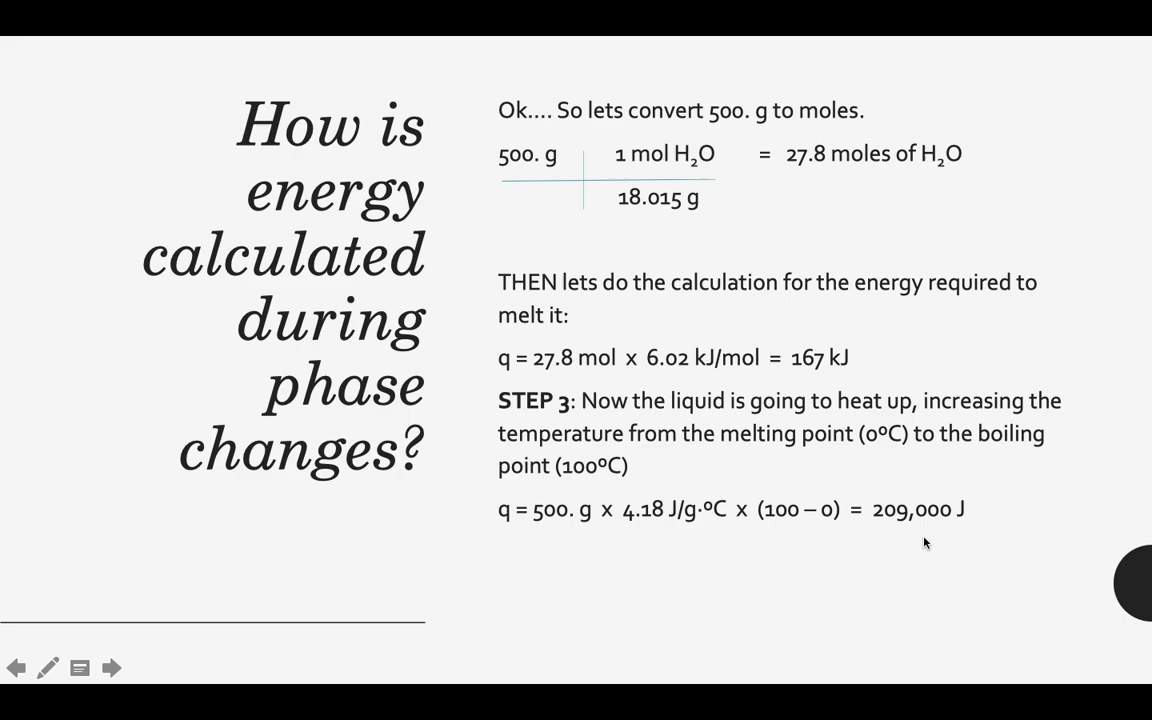 How is
energy
calculated
during
phase
changes?
Ok.... So lets convert 500. g to moles.
500. g 1 mol H₂O = 27.8 moles of H₂O
18.015 g
THEN lets do the calculation for the energy required to
melt it:
q = 27.8 mol x 6.02 kJ/mol = 167 kJ
STEP 3: Now the liquid is going to heat up, increasing the
temperature from the melting point (0ºC) to the boiling
point (100ºC)
q = 500. g x 4.18 J/g·ºC x (100 – 0) = 209,000 J